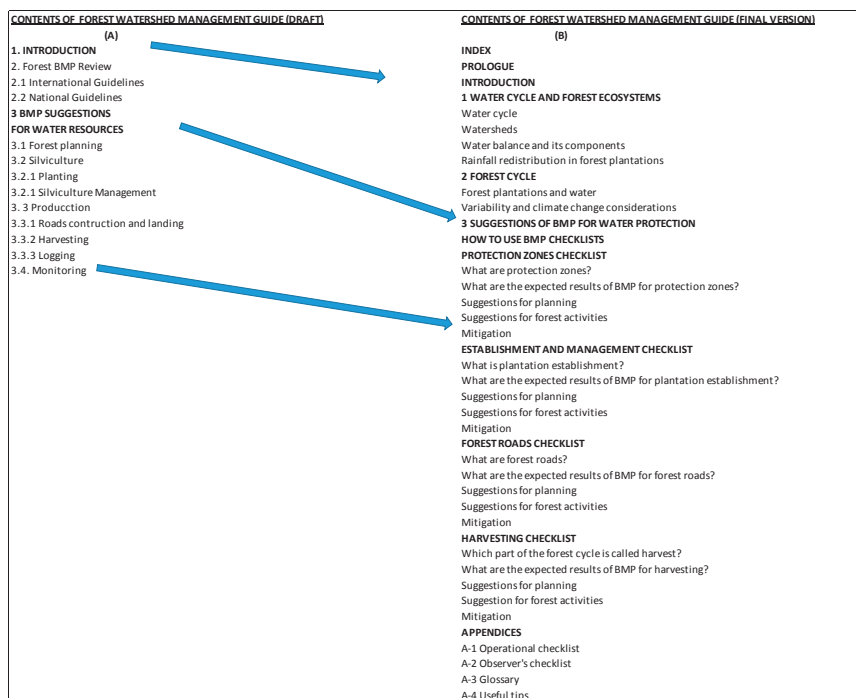 CONTENTS OF FOREST WATERSHED MANAGEMENT GUIDE (DRAFT)
(A)
1. INTRODUCTION
2. Forest BMP Review
2.1 International Guidelines
2.2 National Guidelines
3 BMP SUGGESTIONS
FOR WATER RESOURCES
3.1 Forest planning
3.2 Silviculture
3.2.1 Planting
3.2.1 Silviculture Management
3. 3 Producction
3.3.1 Roads contruction and landing
3.3.2 Harvesting
3.3.3 Logging
3.4. Monitoring
CONTENTS OF FOREST WATERSHED MANAGEMENT GUIDE (FINAL VERSION)
(B)
INDEX
PROLOGUE
INTRODUCTION
1 WATER CYCLE AND FOREST ECOSYSTEMS
Water cycle
Watersheds
Water balance and its components
Rainfall redistribution in forest plantations
2 FOREST CYCLE
Forest plantations and water
Variability and climate change considerations
3 SUGGESTIONS OF BMP FOR WATER PROTECTION
HOW TO USE BMP CHECKLISTS
PROTECTION ZONES CHECKLIST
What are protection zones?
What are the expected results of BMP for protection zones?
Suggestions for planning
Suggestions for forest activities
Mitigation
ESTABLISHMENT AND MANAGEMENT CHECKLIST
What is plantation establishment?
What are the expected results of BMP for plantation establishment?
Suggestions for planning
Suggestions for forest activities
Mitigation
FOREST ROADS CHECKLIST
What are forest roads?
What are the expected results of BMP for forest roads?
Suggestions for planning
Suggestions for forest activities
Mitigation
HARVESTING CHECKLIST
Which part of the forest cycle is called harvest?
What are the expected results of BMP for harvesting?
Suggestions for planning
Suggestion for forest activities
Mitigation
APPENDICES
A-1 Operational checklist
A-2 Observer's checklist
A-3 Glossary
A-4 Useful tips